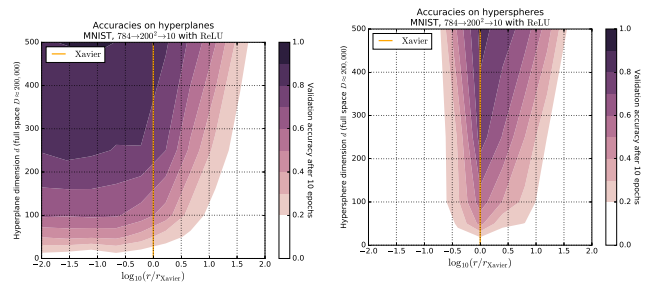 Accuracies on hyperplanes
MNIST, 784→200²→10 with ReLU
Xavier
Hyperplane dimension d (full space D≈200,000)
500
400
300
200
100
0
−2.0 −1.5 −1.0 −0.5 0.0 0.5 1.0 1.5 2.0
log₁₀(r/r_Xavier)
1.0
0.8
0.6
0.4
0.2
0.0
Validation accuracy after 10 epochs
Accuracies on hyperspheres
MNIST, 784→200²→10 with ReLU
Xavier
Hypersphere dimension d (full space D≈200,000)
500
400
300
200
100
0
−2.0 −1.5 −1.0 −0.5 0.0 0.5 1.0 1.5 2.0
log₁₀(r/r_Xavier)
1.0
0.8
0.6
0.4
0.2
0.0
Validation accuracy after 10 epochs